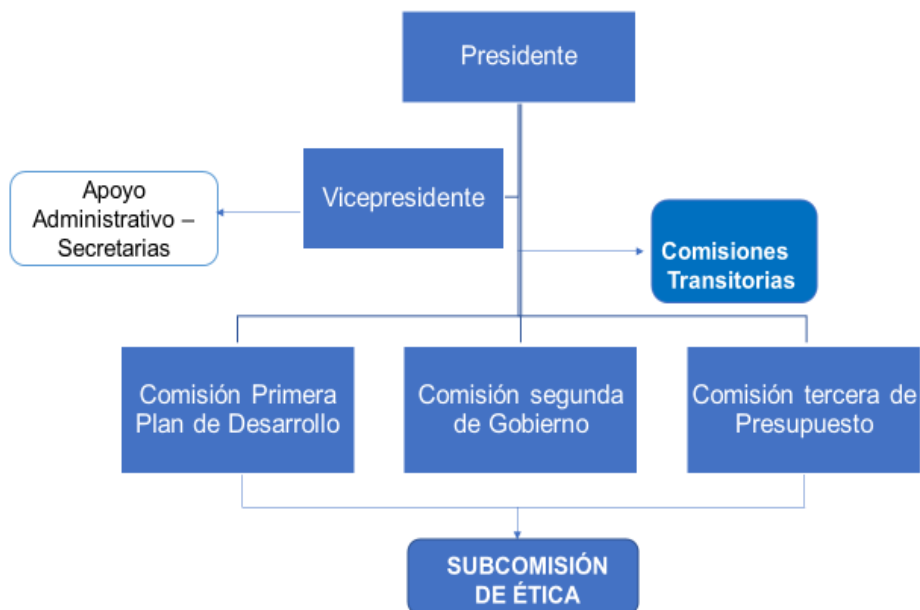 Presidente
Vicepresidente
Apoyo
Administrativo –
Secretarias
Comisiones
Transitorias
Comisión Primera
Plan de Desarrollo
Comisión segunda
de Gobierno
Comisión tercera de
Presupuesto
SUBCOMISIÓN
DE ÉTICA